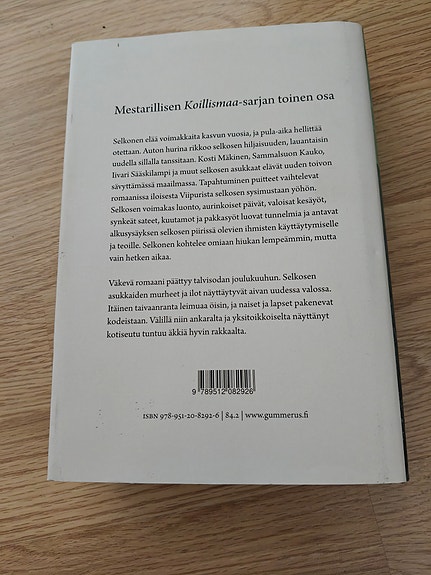 Mestarillisen Koillismaa-sarjan toinen osa
Selkonen elää voimakkaita kasvun vuosia, ja pula-aika hellittää
otettaan. Auton hurina rikkoo selkosen hiljaisuuden, lauantaisin
uudella sillalla tanssitaan. Kosti Mäkinen, Sammalsuon Kauko,
Iivari Sääskilampi ja muut selkosen asukkaat elävät uuden toivon
sävyttämässä maailmassa. Tapahtuminen puitteet vaihtelevat
romaanissa iloisesta Viipurista selkosen sysimustaan yöhön.
Selkosen voimakas luonto, aurinkoiset päivät, valoisat kesäyöt,
synkeät sateet, kuutamot ja pakkasyöt luovat tunnelmia ja antavat
alkusysäyksen selkosen piirissä olevien ihmisten käyttäytymiselle
ja teoille. Selkonen kohtelee omiaan hiukan lempeämmin, mutta
vain hetken aikaa.
Väkevä romaani päättyy talvisodan joulukuuhun. Selkosen
asukkaiden murheet ja ilot näyttäytyvät aivan uudessa valossa.
Itäinen taivaanranta leimuaa öisin, ja naiset ja lapset pakenevat
kodeistaan. Välillä niin ankaralta ja yksitoikkoiselta näyttänyt
kotiseutu tuntuu äkkiä hyvin rakkaalta.
9 789512 082926
ISBN 978-951-20-8292-6 | 84.2 | www.gummerus.fi